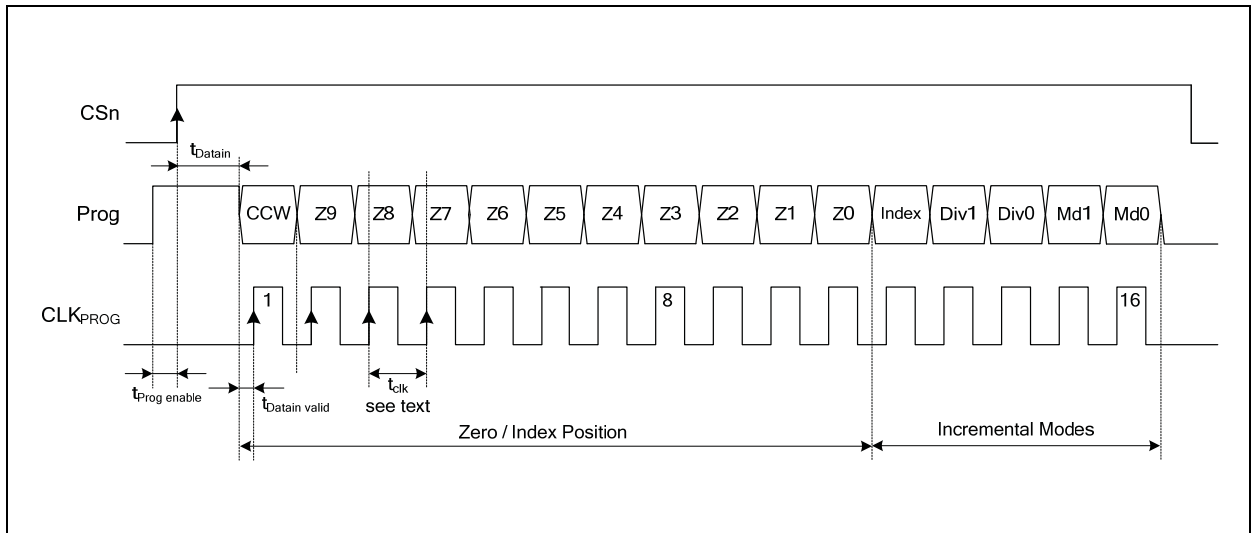 CSn
tDatain
Prog
CCW Z9 Z8 Z7 Z6 Z5 Z4 Z3 Z2 Z1 Z0 Index Div1 Div0 Md1 Md0
CLKPROG
1 8 16
tProg enable
tDatain valid
tclk
see text
Zero / Index Position
Incremental Modes